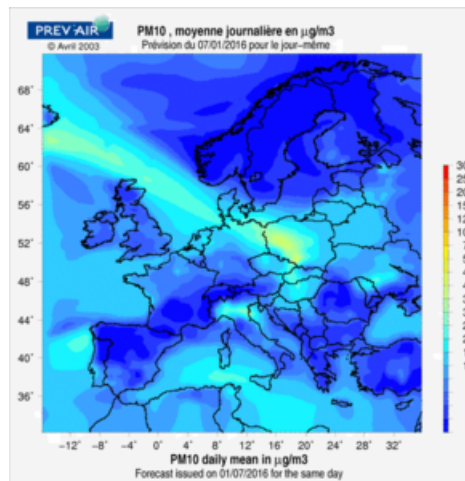 PREV'AIR
© Avril 2003
PM10 , moyenne journalière en µg/m3
Prévision du 07/01/2016 pour le jour-même
68˚
64˚
60˚
56˚
52˚
48˚
44˚
40˚
36˚
-12˚ -8˚ -4˚ 0˚ 4˚ 8˚ 12˚ 16˚ 20˚ 24˚ 28˚ 32˚
PM10 daily mean in µg/m3
Forecast issued on 01/07/2016 for the same day